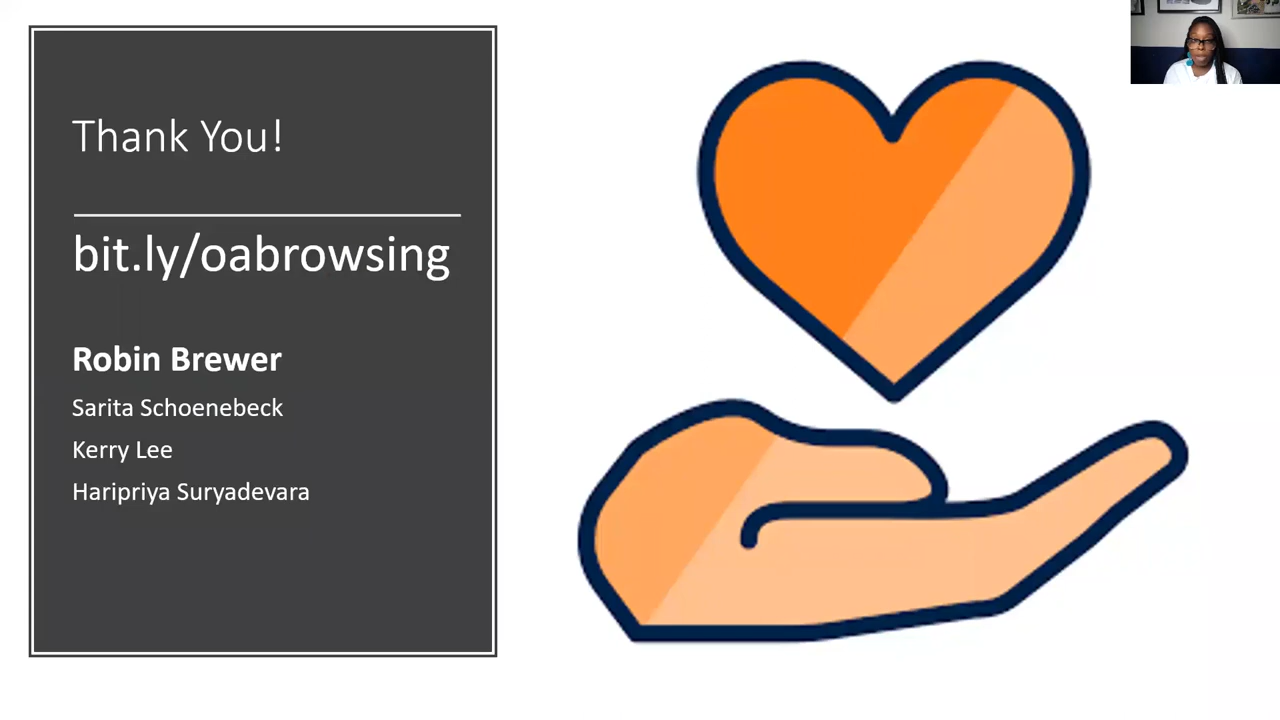 Thank You!
bit.ly/oabrowsing
Robin Brewer
Sarita Schoenebeck
Kerry Lee
Haripriya Suryadevara